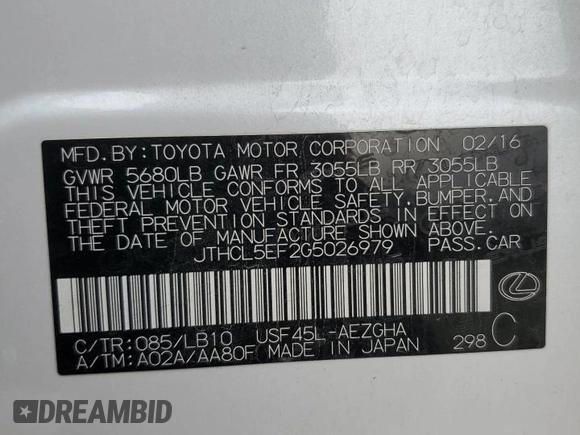 MFD.BY: TOYOTA MOTOR CORPORATION 02/16
GVWR 5680LB GAWR FR 3055LB RR 3055LB
THIS VEHICLE CONFORMS TO ALL APPLICABLE
FEDERAL MOTOR VEHICLE SAFETY, BUMPER, AND
THEFT PREVENTION STANDARDS IN EFFECT ON
THE DATE OF MANUFACTURE SHOWN ABOVE.
JTHCL5EF2G5026979 PASS.CAR
C/TR: 085/LB10 USF45L-AEZGHA
A/TM: A02A/AA80F MADE IN JAPAN 298 C
DREAMBID